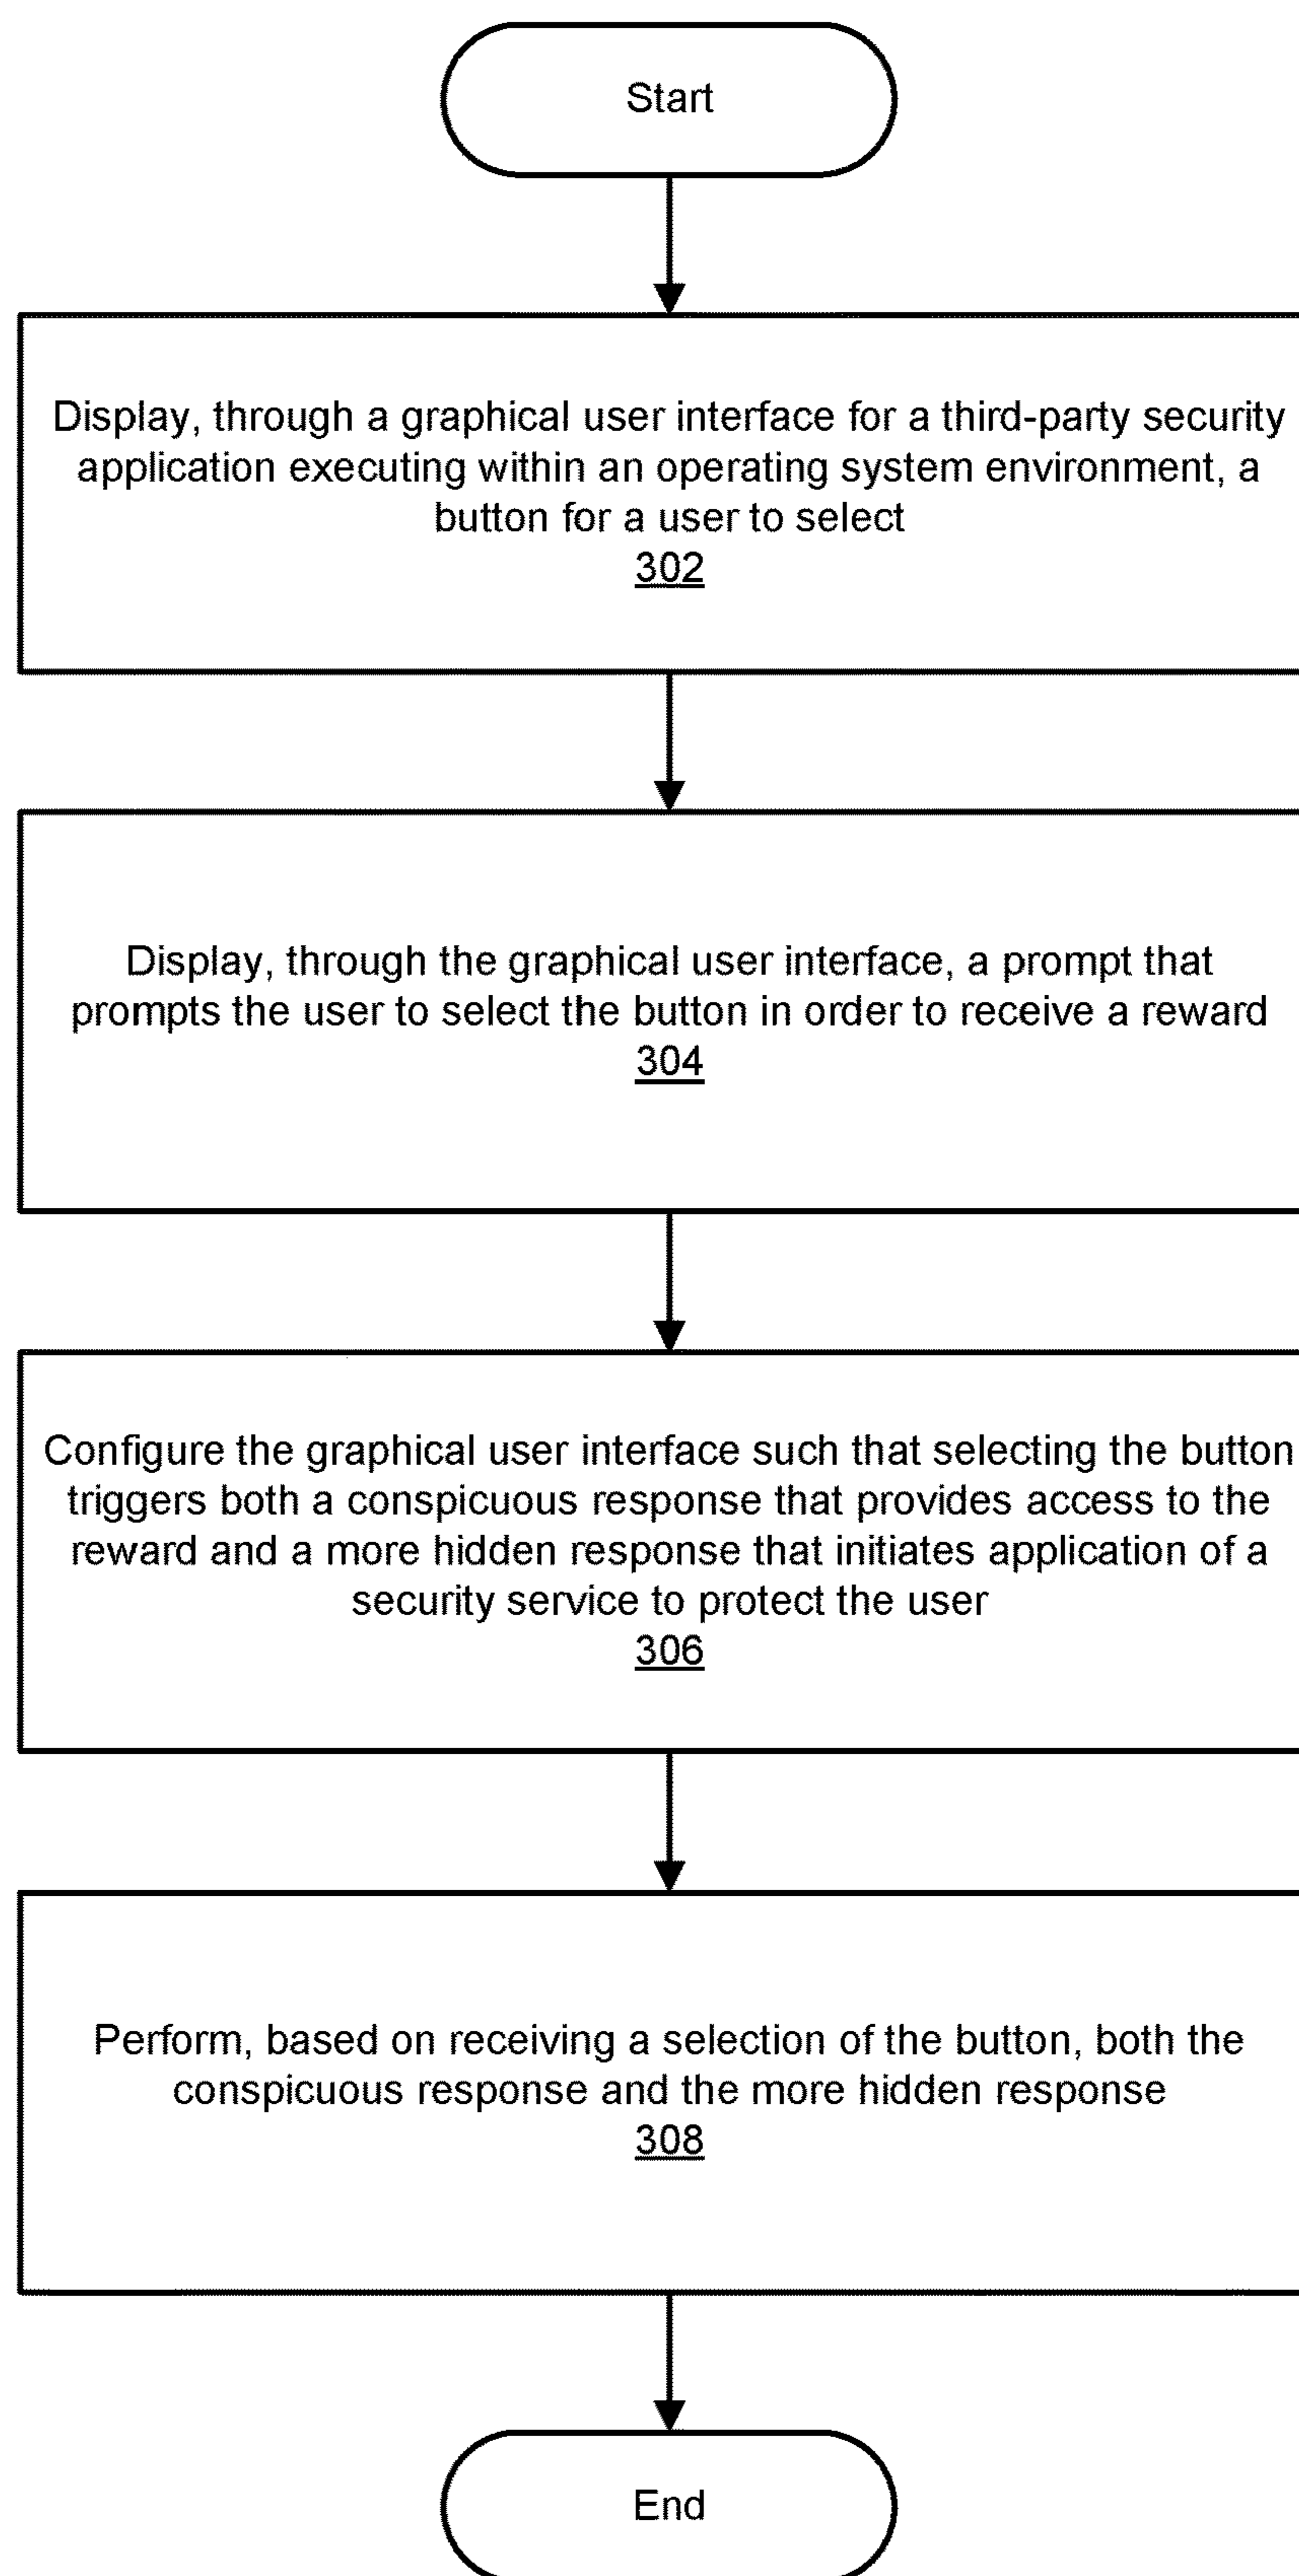 Start
Display, through a graphical user interface for a third-party security
application executing within an operating system environment, a
button for a user to select
302
Display, through the graphical user interface, a prompt that
prompts the user to select the button in order to receive a reward
304
Configure the graphical user interface such that selecting the button
triggers both a conspicuous response that provides access to the
reward and a more hidden response that initiates application of a
security service to protect the user
306
Perform, based on receiving a selection of the button, both the
conspicuous response and the more hidden response
308
End